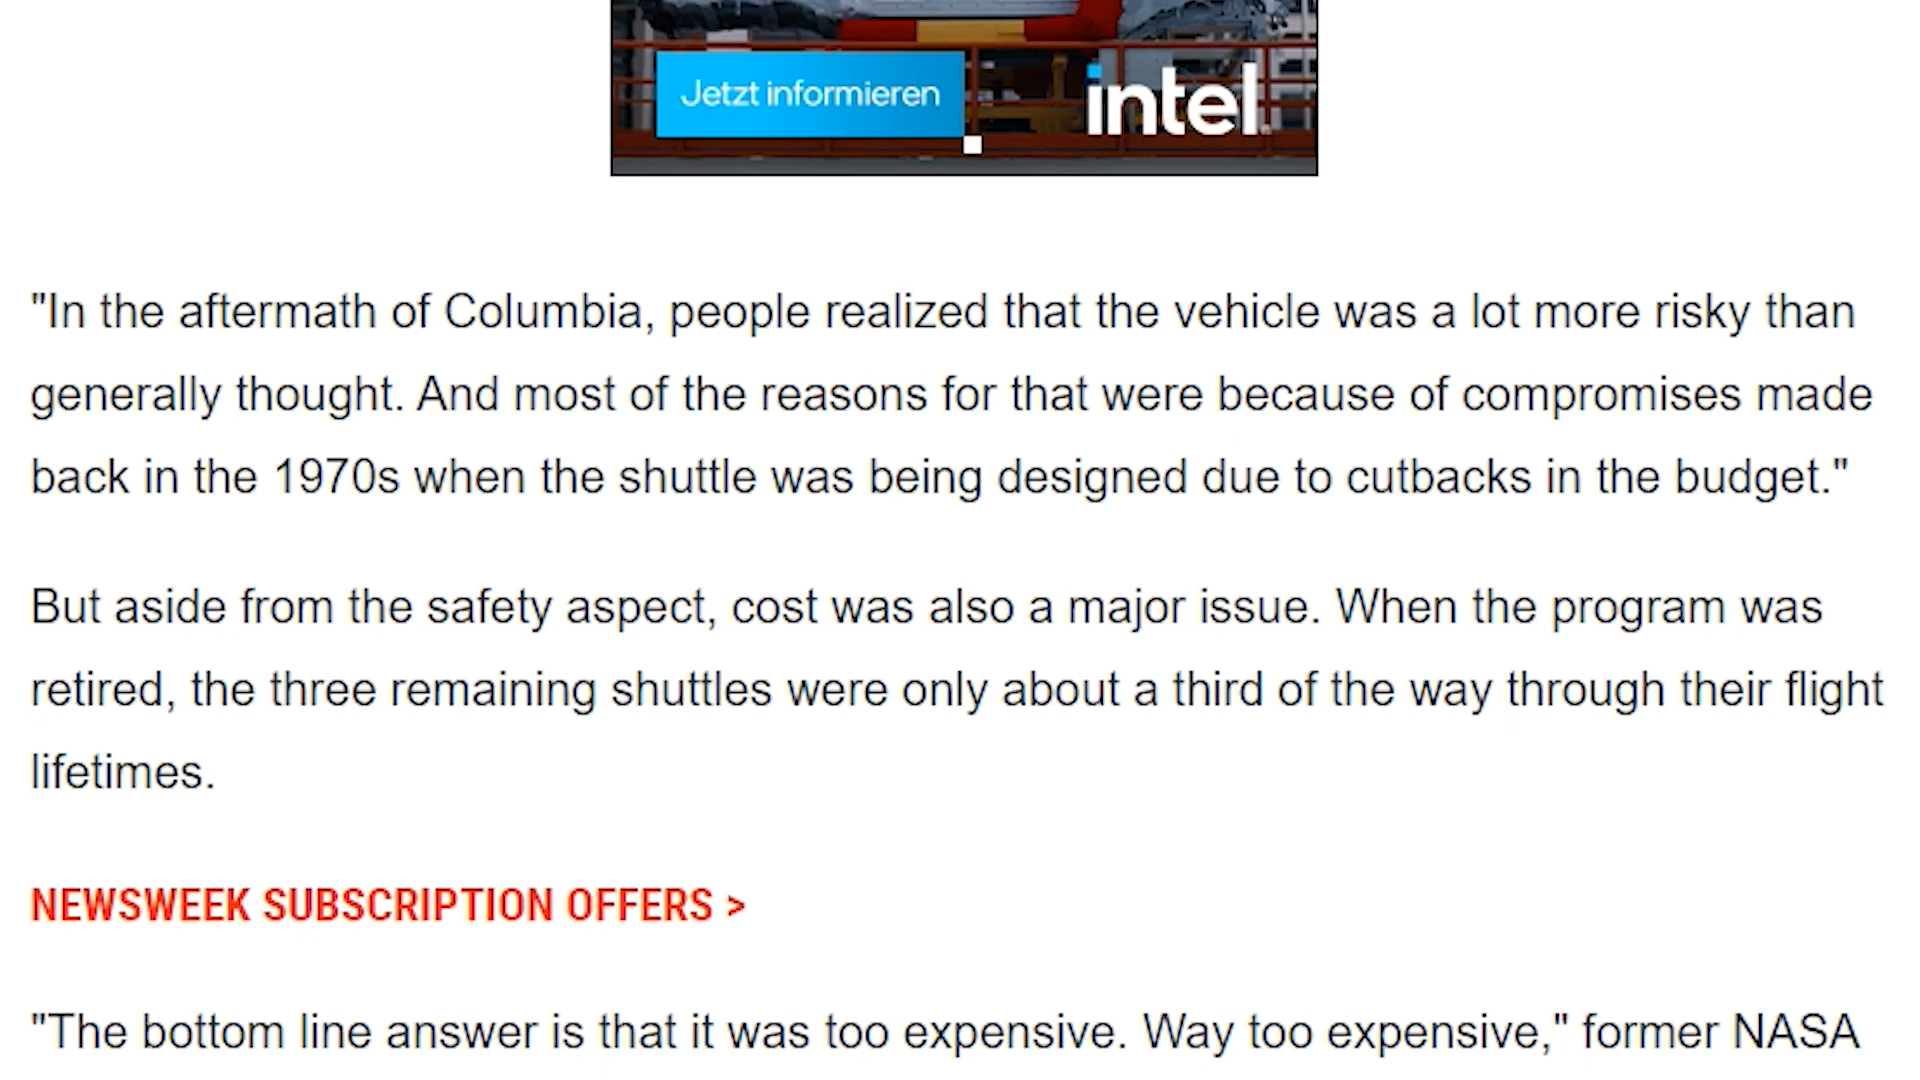 Jetzt informieren
intel.
"In the aftermath of Columbia, people realized that the vehicle was a lot more risky than
generally thought. And most of the reasons for that were because of compromises made
back in the 1970s when the shuttle was being designed due to cutbacks in the budget."
But aside from the safety aspect, cost was also a major issue. When the program was
retired, the three remaining shuttles were only about a third of the way through their flight
lifetimes.
NEWSWEEK SUBSCRIPTION OFFERS >
"The bottom line answer is that it was too expensive. Way too expensive," former NASA